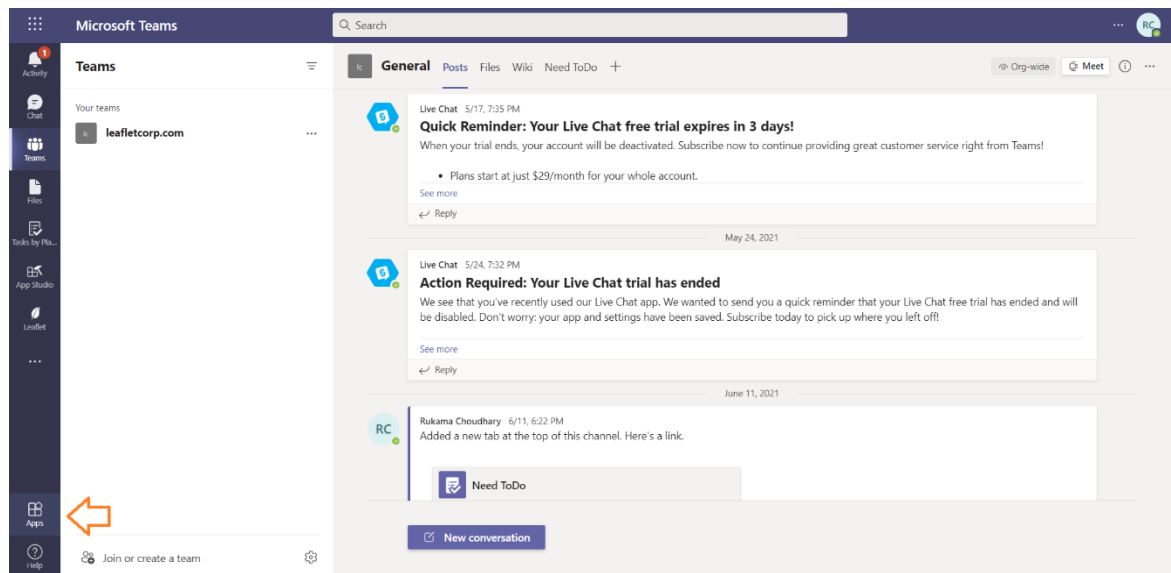 Microsoft Teams
Search
RC
1
Activity
Chat
Teams
Files
Tasks by Pla...
App Studio
Leaflet
Apps
Help
Teams
Your teams
lc leafletcorp.com
Join or create a team
lc General Posts Files Wiki Need ToDo
Org-wide Meet
Live Chat 5/17, 7:35 PM
Quick Reminder: Your Live Chat free trial expires in 3 days!
When your trial ends, your account will be deactivated. Subscribe now to continue providing great customer service right from Teams!
• Plans start at just $29/month for your whole account.
See more
Reply
May 24, 2021
Live Chat 5/24, 7:32 PM
Action Required: Your Live Chat trial has ended
We see that you've recently used our Live Chat app. We wanted to send you a quick reminder that your Live Chat free trial has ended and will
be disabled. Don't worry: your app and settings have been saved. Subscribe today to pick up where you left off!
See more
Reply
June 11, 2021
RC
Rukama Choudhary 6/11, 6:22 PM
Added a new tab at the top of this channel. Here's a link.
Need ToDo
New conversation